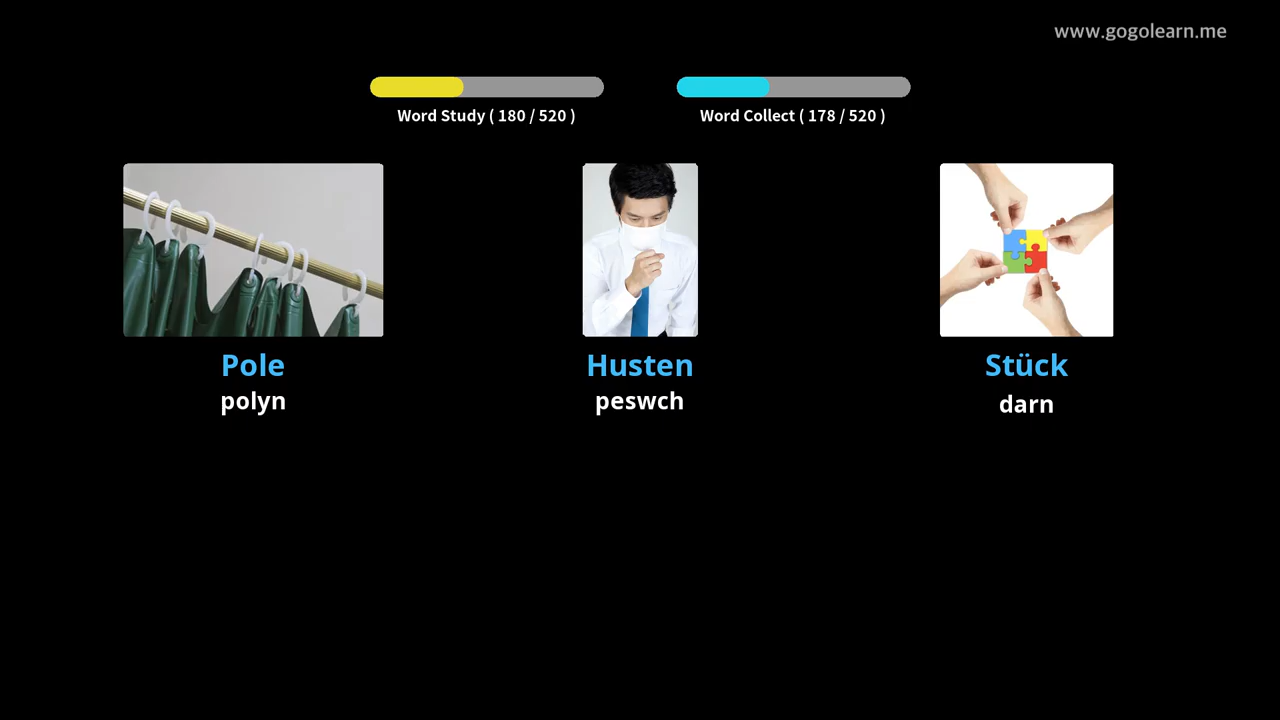 www.gogolearn.me
Word Study ( 180 / 520 )
Word Collect ( 178 / 520 )
Pole
polyn
Husten
peswch
Stück
darn